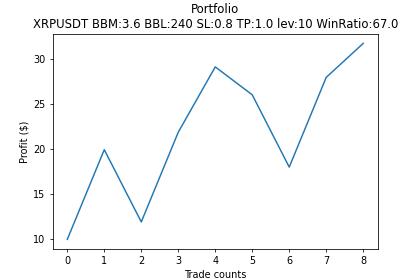 Portfolio
XRPUSDT BBM:3.6 BBL:240 SL:0.8 TP:1.0 lev:10 WinRatio:67.0
30
25
20
15
10
Profit ($)
0 1 2 3 4 5 6 7 8
Trade counts